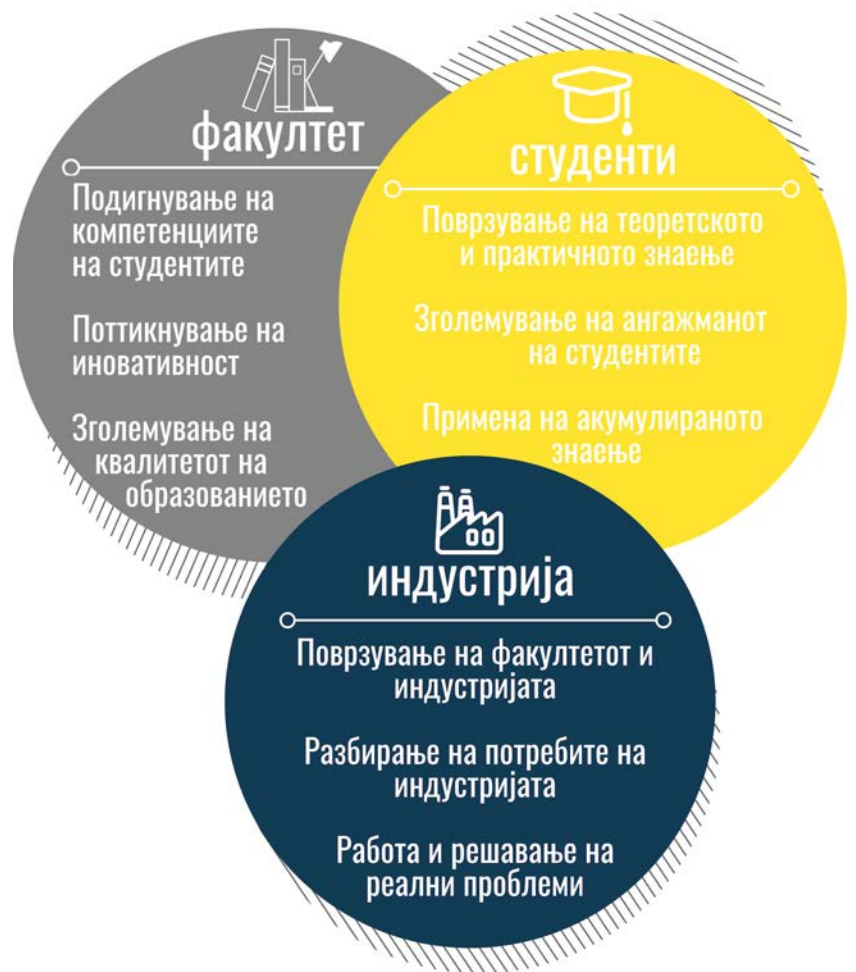 факултет
Подигнување на
компетенциите
на студентите
Поттикнување на
иновативност
Зголемување на
квалитетот на
образованието
студенти
Поврзување на теоретското
и практичното знаење
Зголемување на ангажманот
на студентите
Примена на акумулираното
знаење
индустрија
Поврзување на факултетот и
индустријата
Разбирање на потребите на
индустријата
Работа и решавање на
реални проблеми